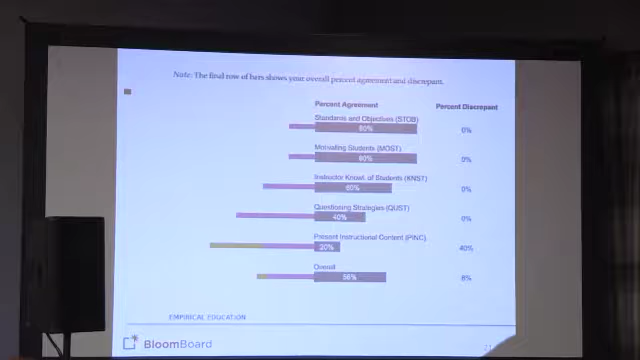 Note: The final row of bars shows your overall percent agreement and discrepant.
Percent Agreement
Percent Discrepant
Standards and Objectives (STOB)
80%
0%
Motivating Students (MOST)
80%
0%
Instructor Knowl. of Students (KNST)
60%
0%
Questioning Strategies (QUST)
40%
0%
Present Instructional Content (PINC)
20%
40%
Overall
56%
8%
EMPIRICAL EDUCATION
BloomBoard